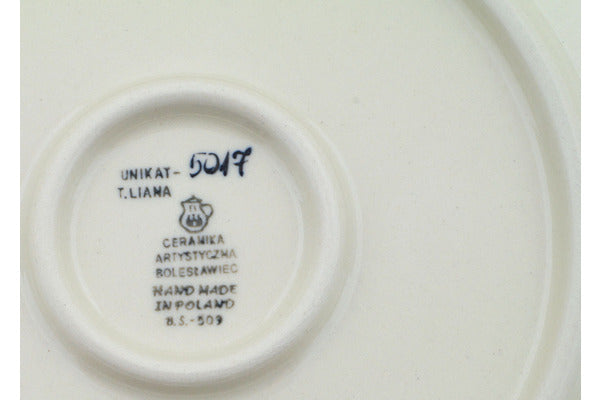 UNIKAT- 5017
T.LIANA
CERAMIKA
ARTYSTYCZNA
BOLESŁAWIEC
HAND MADE
IN POLAND
B.S.-509